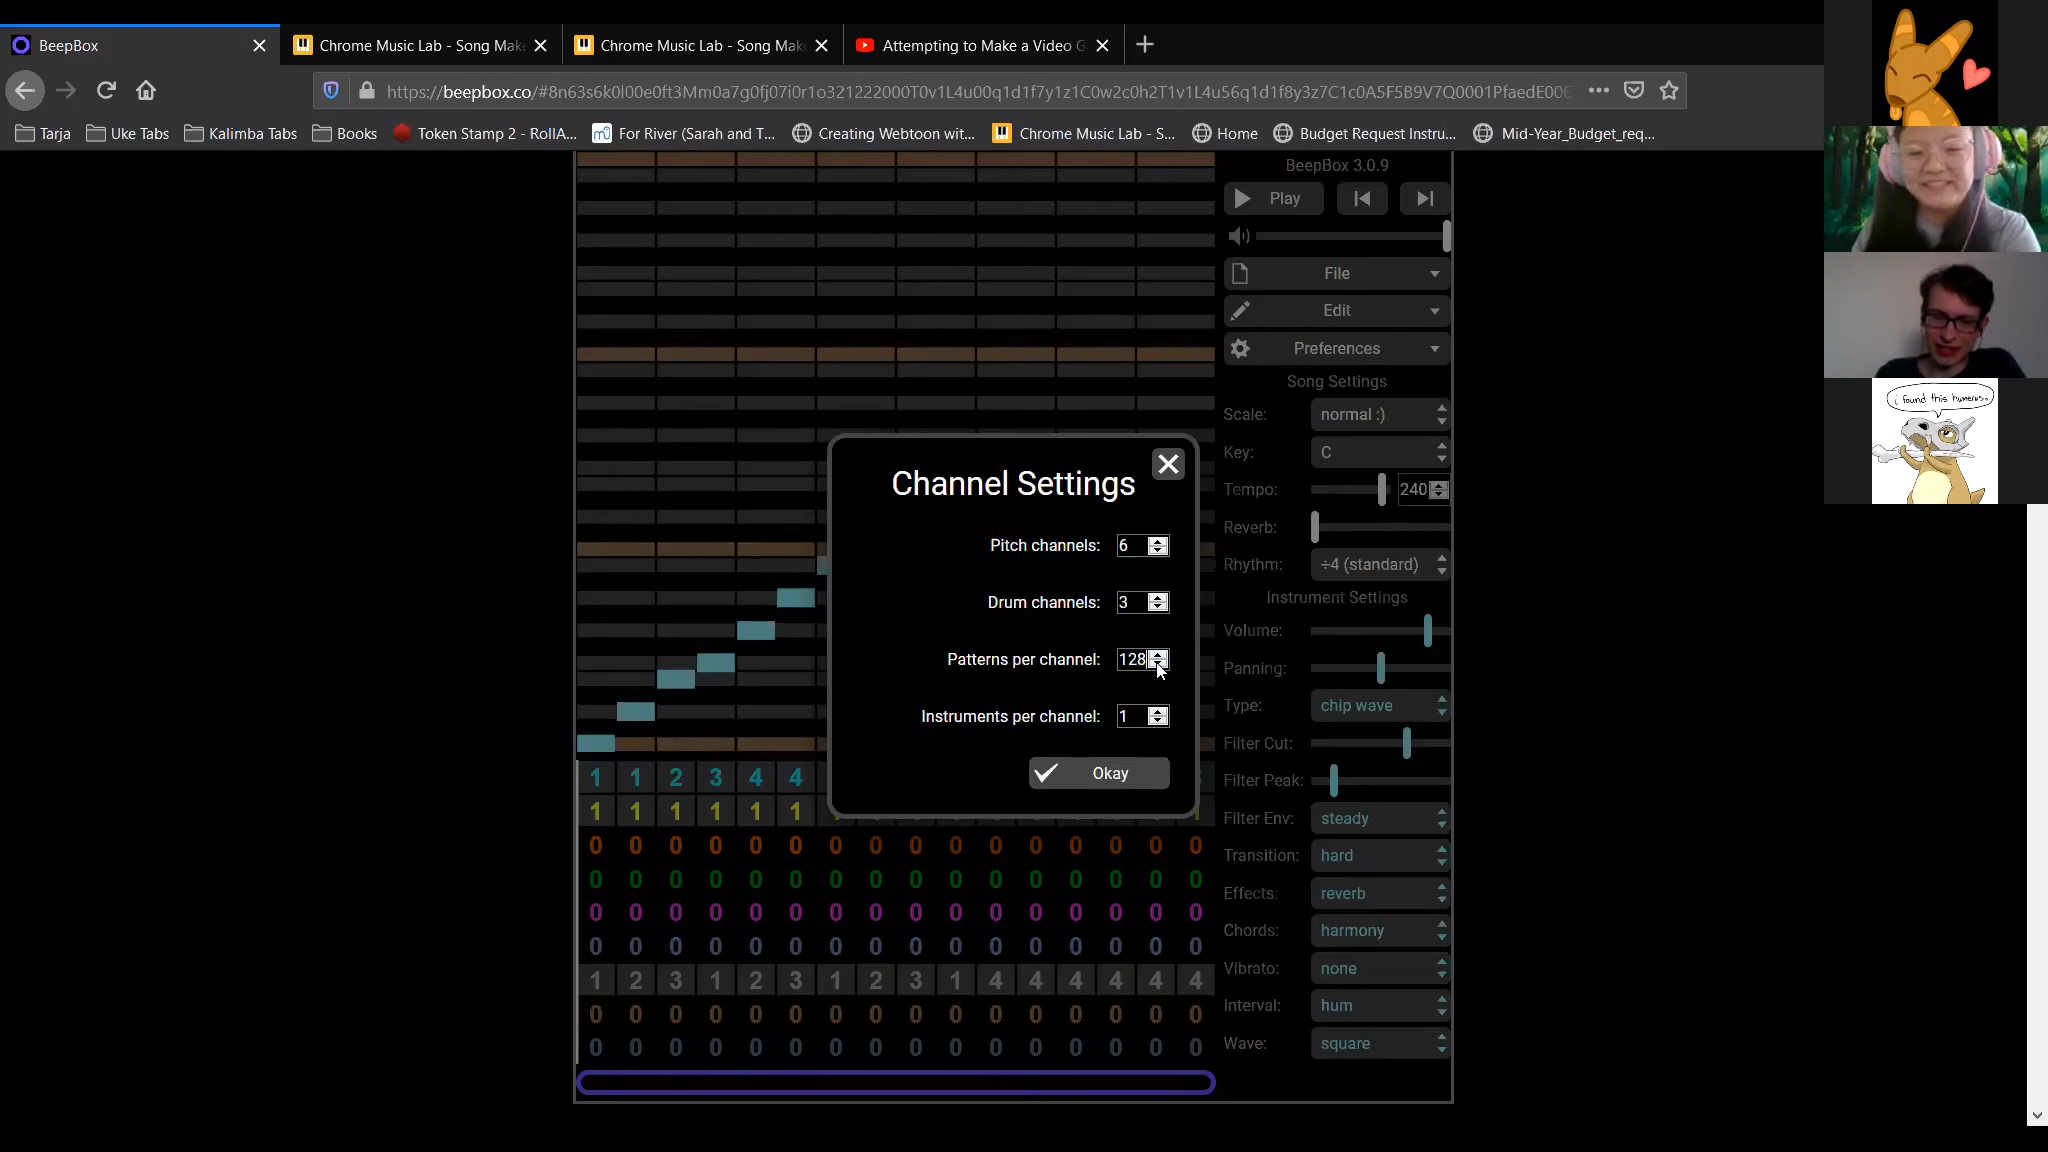 BeepBox
Chrome Music Lab - Song Make
Chrome Music Lab - Song Make
Attempting to Make a Video G
https://beepbox.co/#8n63s6k0l00e0ft3Mm0a7g0fj07i0r1o321222000T0v1L4u00q1d1f7y1z1C0w2c0h2T1v1L4u56q1d1f8y3z7C1c0A5F5B9V7Q0001PfaedE006
Tarja
Uke Tabs
Kalimba Tabs
Books
Token Stamp 2 - RollA...
For River (Sarah and T...
Creating Webtoon wit...
Chrome Music Lab - S...
Home
Budget Request Instru...
Mid-Year_Budget_req...
BeepBox 3.0.9
Play
File
Edit
Preferences
Song Settings
Scale: normal :)
Key: C
Tempo: 240
Reverb:
Rhythm: ÷4 (standard)
Instrument Settings
Volume:
Panning:
Type: chip wave
Filter Cut:
Filter Peak:
Filter Env: steady
Transition: hard
Effects: reverb
Chords: harmony
Vibrato: none
Interval: hum
Wave: square
Channel Settings
Pitch channels: 6
Drum channels: 3
Patterns per channel: 128
Instruments per channel: 1
Okay
1 1 2 3 4 4
1 1 1 1 1 1
0 0 0 0 0 0 0 0 0 0 0 0 0 0 0 0
0 0 0 0 0 0 0 0 0 0 0 0 0 0 0 0
0 0 0 0 0 0 0 0 0 0 0 0 0 0 0 0
0 0 0 0 0 0 0 0 0 0 0 0 0 0 0 0
1 2 3 1 2 3 1 2 3 1 4 4 4 4 4 4
0 0 0 0 0 0 0 0 0 0 0 0 0 0 0 0
0 0 0 0 0 0 0 0 0 0 0 0 0 0 0 0
i found this humerus.